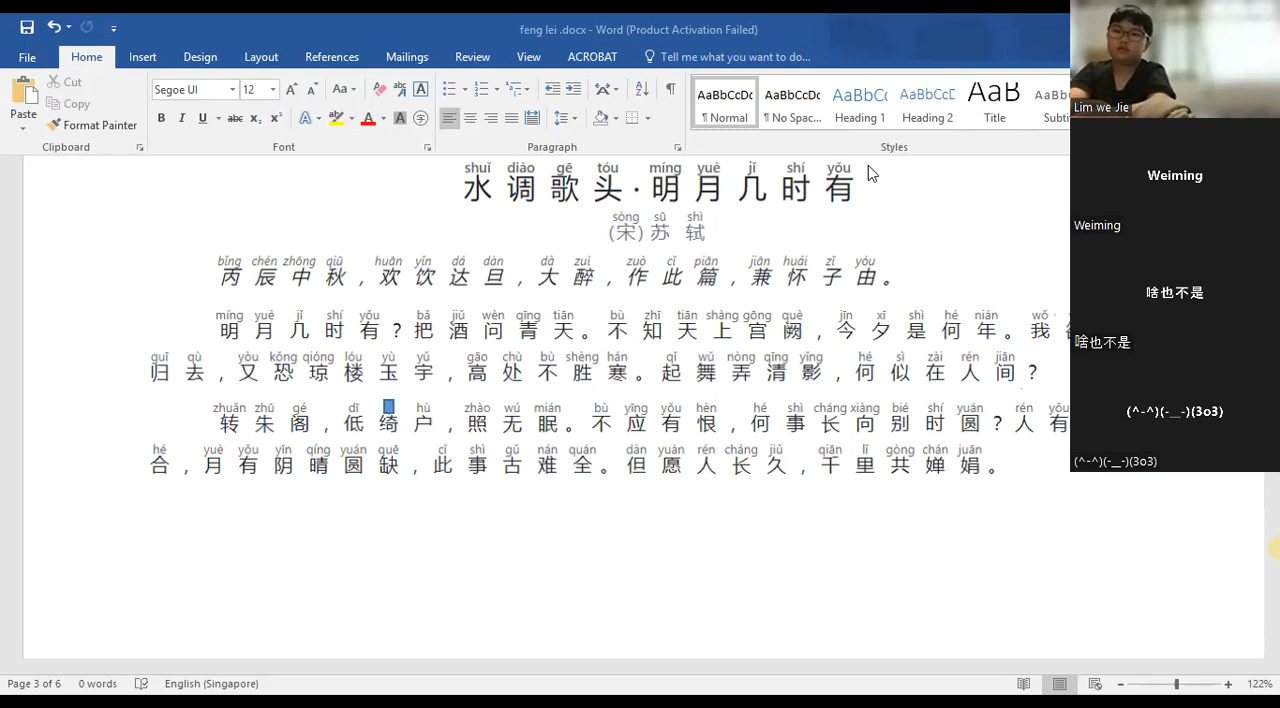 feng lei .docx - Word (Product Activation Failed)
File Home Insert Design Layout References Mailings Review View ACROBAT Tell me what you want to do...
Cut
Copy
Format Painter
Paste
Segoe UI 12
AaBbCcDc AaBbCcDc AaBbCc AaBbCcD AaB AaBb
¶ Normal ¶ No Spac... Heading 1 Heading 2 Title Subti
Clipboard Font Paragraph Styles
Lim we Jie
Weiming
Weiming
啥也不是
啥也不是
(^-^)(-__-)(3o3)
(^-^)(-__-)(3o3)
shuǐ diào gē tóu míng yuè jǐ shí yǒu
水调歌头·明月几时有
sòng sū shì
(宋)苏轼
bǐng chén zhōng qiū huān yǐn dá dàn dà zuì zuò cǐ piān jiān huái zǐ yóu
丙辰中秋，欢饮达旦，大醉，作此篇，兼怀子由。
míng yuè jǐ shí yǒu bǎ jiǔ wèn qīng tiān bù zhī tiān shàng gōng què jīn xī shì hé nián wǒ
明月几时有？把酒问青天。不知天上宫阙，今夕是何年。我
guī qù yòu kǒng qióng lóu yù yǔ gāo chù bù shèng hán qǐ wǔ nòng qīng yǐng hé sì zài rén jiān
归去，又恐琼楼玉宇，高处不胜寒。起舞弄清影，何似在人间？
zhuǎn zhū gé dī hù zhào wú mián bù yīng yǒu hèn hé shì cháng xiàng bié shí yuán rén yǒu
转朱阁，低绮户，照无眠。不应有恨，何事长向别时圆？人有
hé yuè yǒu yīn qíng yuán quē cǐ shì gǔ nán quán dàn yuàn rén cháng jiǔ qiān lǐ gòng chán juān
合，月有阴晴圆缺，此事古难全。但愿人长久，千里共婵娟。
Page 3 of 6 0 words English (Singapore) 122%